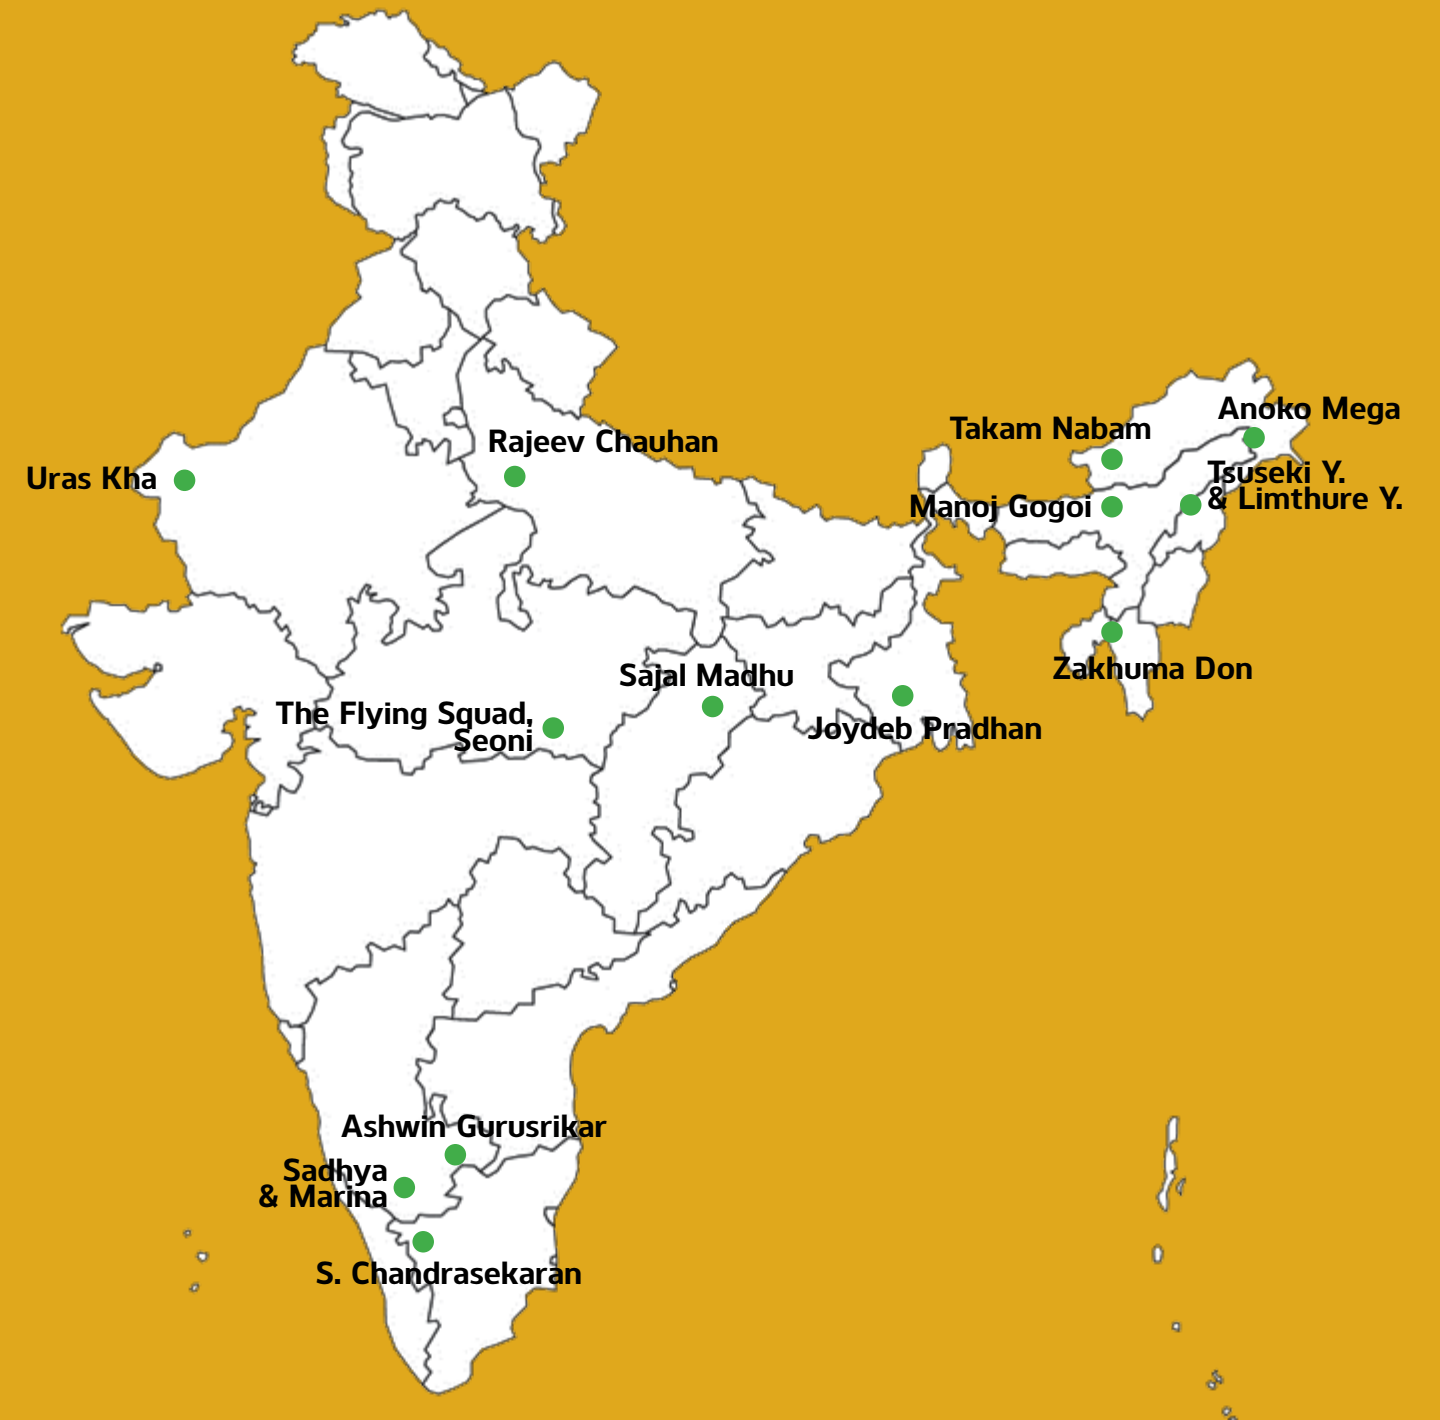 Anoko Mega
Takam Nabam
Rajeev Chauhan
Uras Kha
Tsuseki Y.
& Limthure Y.
Manoj Gogoi
Zakhuma Don
Sajal Madhu
The Flying Squad,
Seoni
Joydeb Pradhan
Ashwin Gurusrikar
Sadhya
& Marina
S. Chandrasekaran